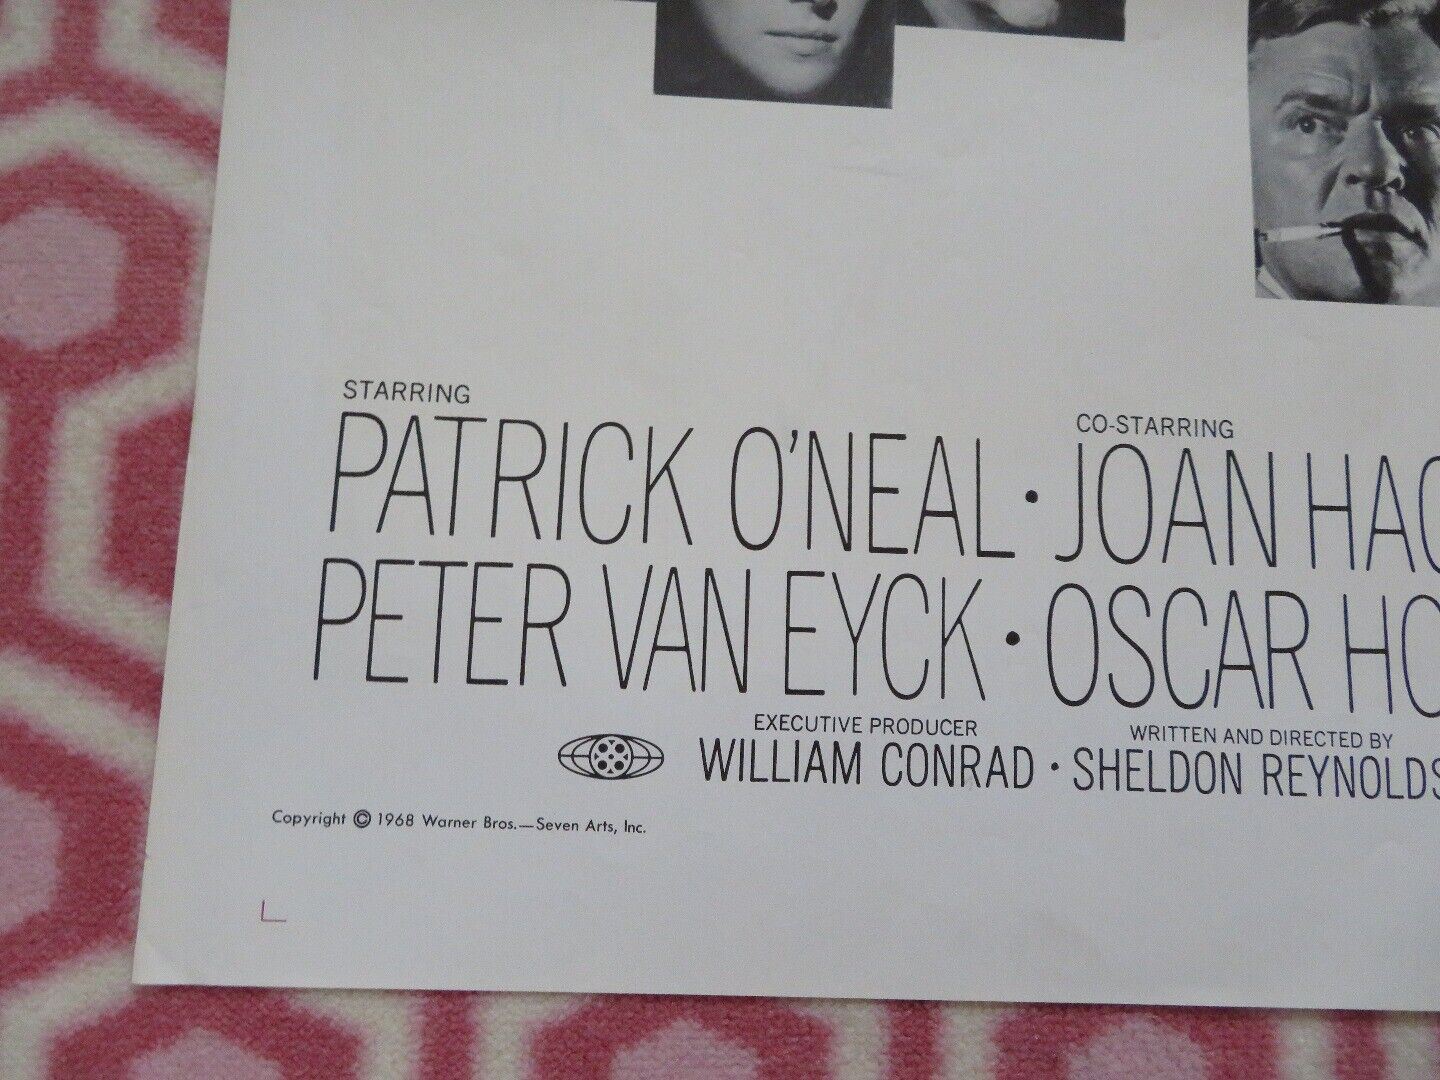 STARRING
CO-STARRING
PATRICK O'NEAL · JOAN
PETER VAN EYCK · OSCAR
EXECUTIVE PRODUCER
WRITTEN AND DIRECTED BY
WILLIAM CONRAD · SHELDON REYNOLDS
Copyright © 1968 Warner Bros.—Seven Arts, Inc.